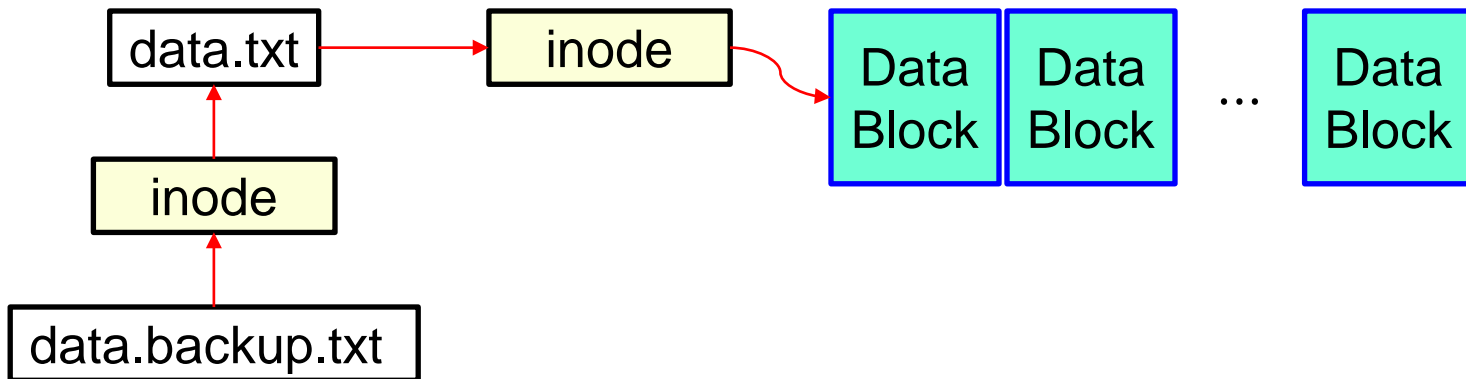 data.txt
inode
Data
Block
Data
Block
...
Data
Block
inode
data.backup.txt